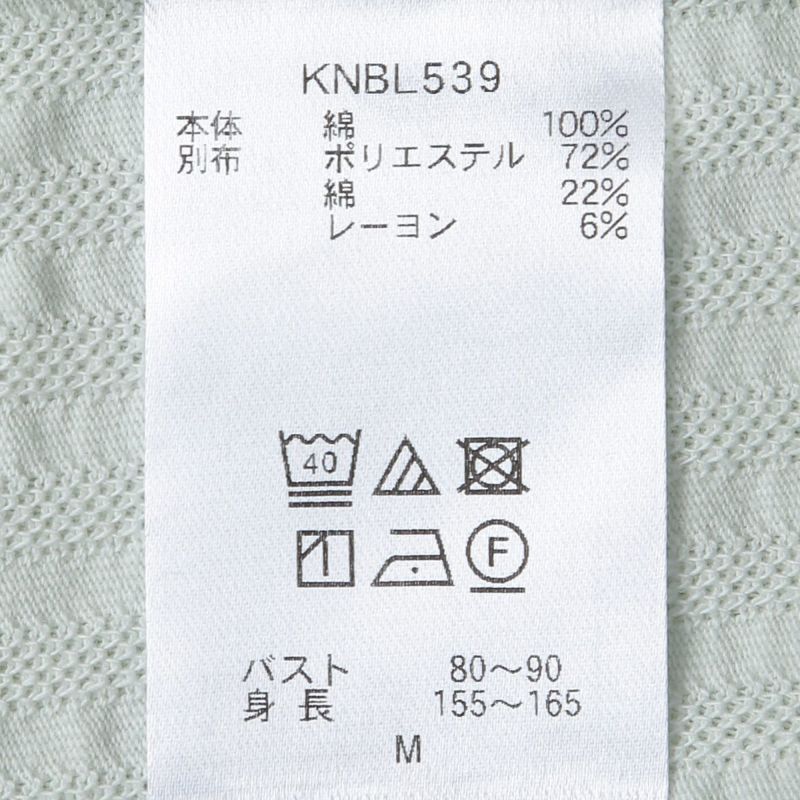 KNBL539
本体 綿 100%
別布 ポリエステル 72%
綿 22%
レーヨン 6%
40
F
バスト 80～90
身長 155～165
M